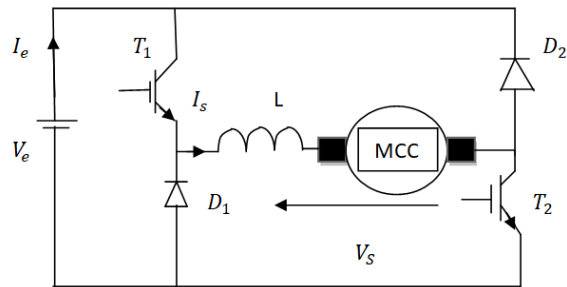 I_e
T_1
D_2
I_s
L
V_e
MCC
D_1
T_2
V_S